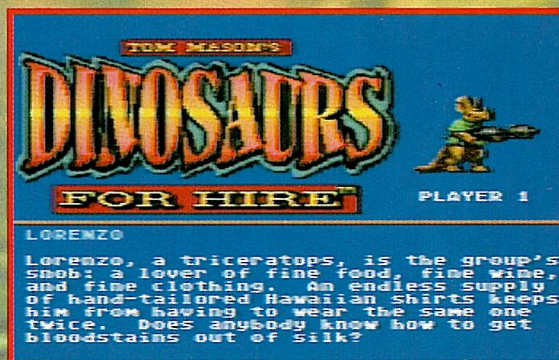 TOM MASON'S
DINOSAURS
FOR HIRE™
PLAYER 1
LORENZO
Lorenzo, a triceratops, is the group's
snob: a lover of fine food, fine wine,
and fine clothing. An endless supply
of hand-tailored Hawaiian shirts keeps
him from having to wear the same one
twice. Does anybody know how to get
bloodstains out of silk?